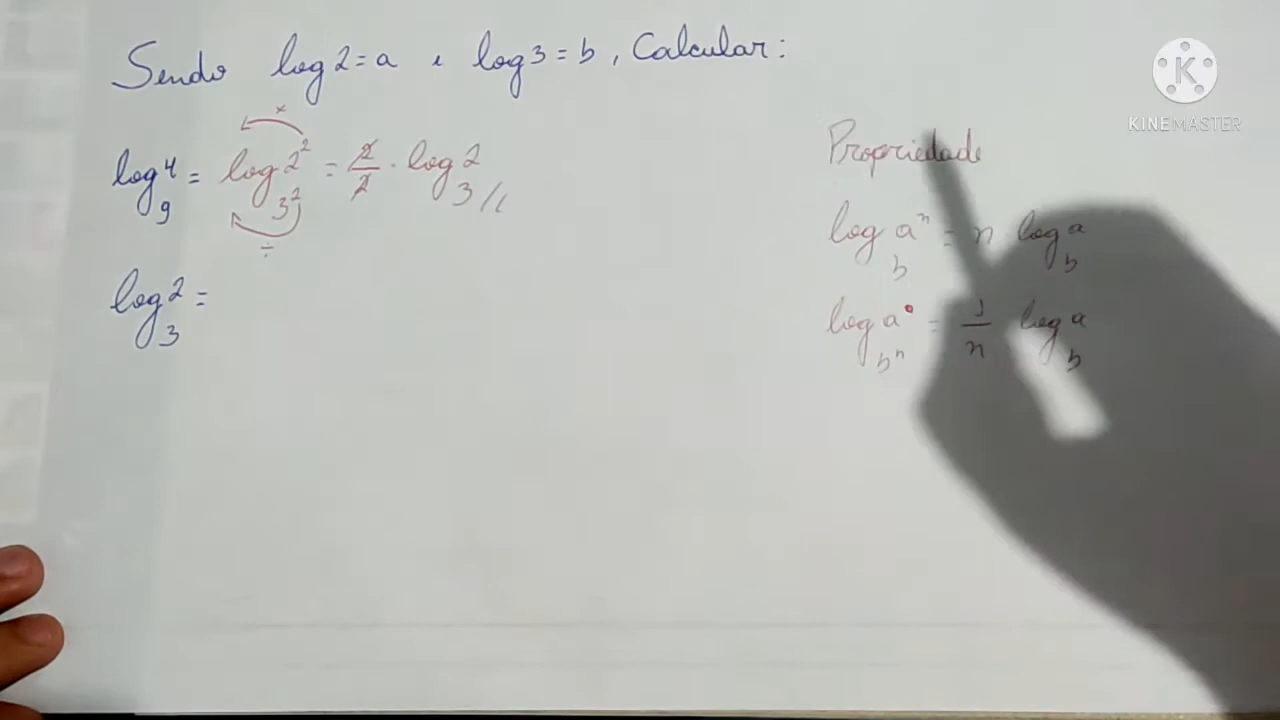 Sendo log 2 = a e log 3 = b, Calcular:
KINEMASTER
log₉ 4 = log_3² 2² = 2/2 · log₃ 2 //
x
÷
log₃ 2 =
Propriedade
log_b aⁿ = n · log_b a
log_bⁿ a = 1/n log_b a